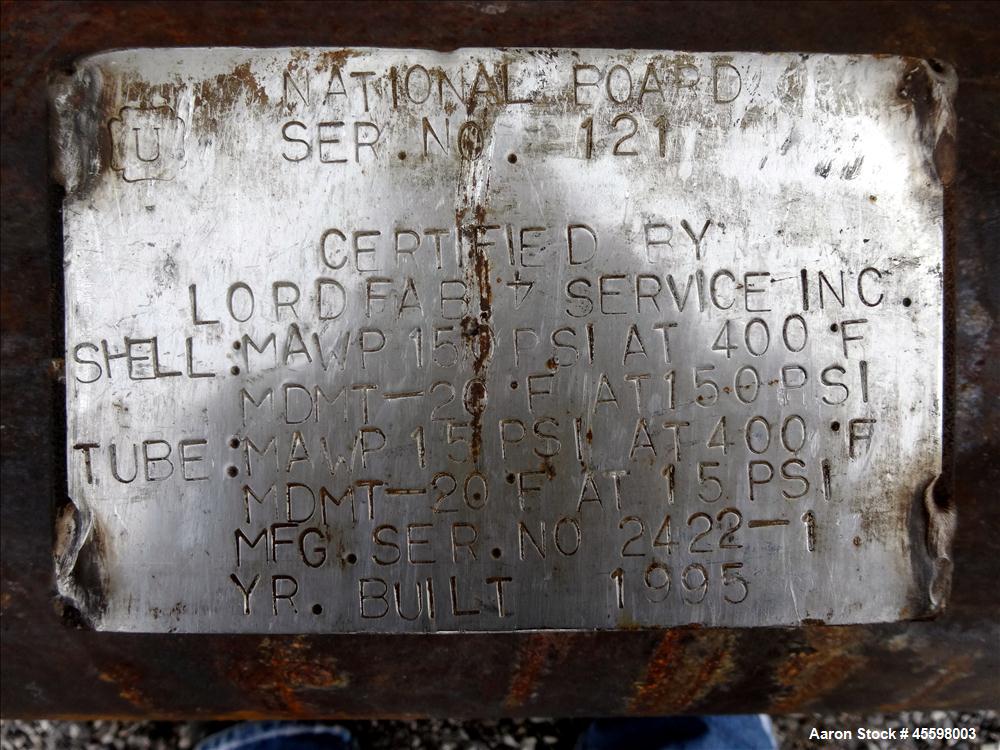 NATIONAL BOARD
U SER. NO. 121
CERTIFIED BY
LORD FAB + SERVICE INC.
SHELL: MAWP 150 PSI AT 400 °F
MDMT-20 °F AT 150 PSI
TUBE: MAWP 15 PSI AT 400 °F
MDMT-20 °F AT 15 PSI
MFG. SER. NO 2422-1
YR. BUILT 1995
Aaron Stock # 45598003